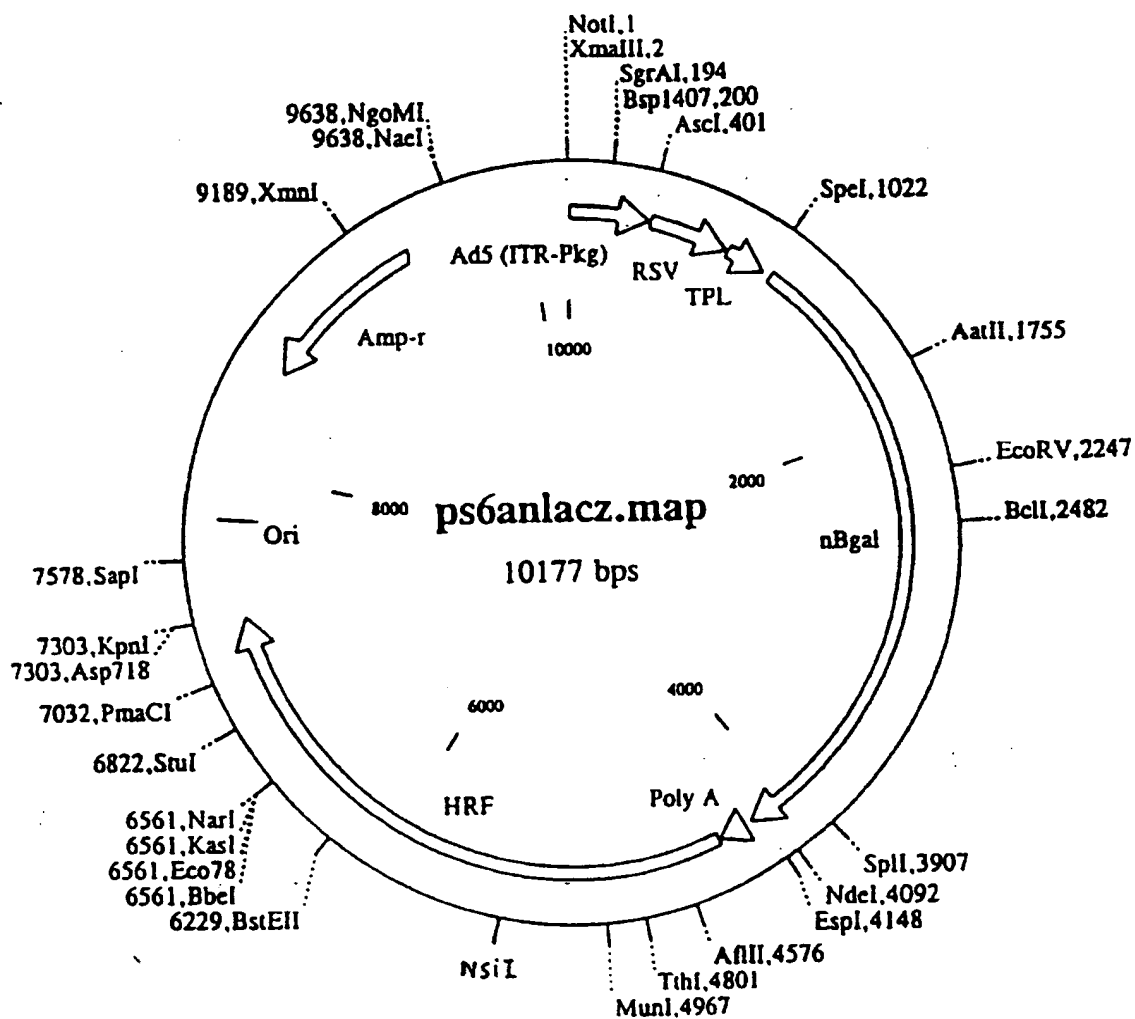 NotI,1
XmaIII,2
SgrAI,194
Bsp1407,200
AscI,401
9638,NgoMI
9638,NaeI
9189,XmnI
SpeI,1022
Ad5 (ITR-Pkg)
RSV
TPL
Amp-r
10000
AatII,1755
EcoRV,2247
2000
8000
ps6anlacz.map
BclI,2482
Ori
nBgal
10177 bps
7578,SapI
7303,KpnI
7303,Asp718
4000
7032,PmaCI
6000
6822,StuI
Poly A
HRF
6561,NarI
6561,KasI
6561,Eco78
6561,BbeI
6229,BstEII
SplI,3907
NdeI,4092
EspI,4148
AflII,4576
NsiI
TthI,4801
MunI,4967